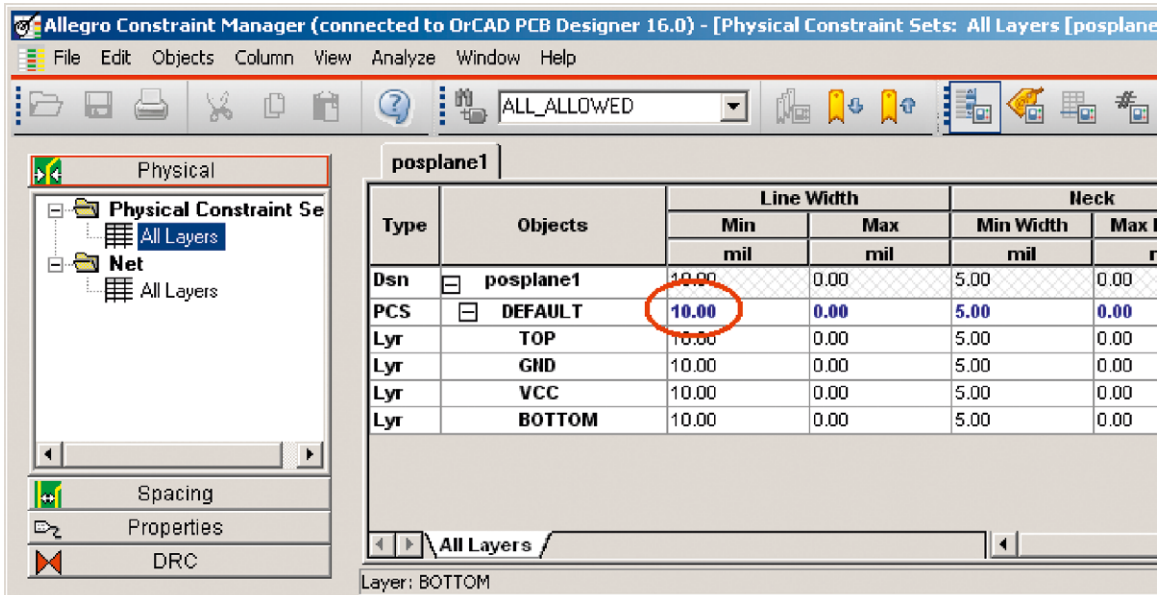 Allegro Constraint Manager (connected to OrCAD PCB Designer 16.0) - [Physical Constraint Sets: All Layers [posplane
File Edit Objects Column View Analyze Window Help
ALL_ALLOWED
Physical
Physical Constraint Se
All Layers
Net
All Layers
Spacing
Properties
DRC
posplane1
Type Objects Line Width Neck
Min Max Min Width Max
mil mil mil
Dsn posplane1 10.00 0.00 5.00 0.00
PCS DEFAULT 10.00 0.00 5.00 0.00
Lyr TOP 10.00 0.00 5.00 0.00
Lyr GND 10.00 0.00 5.00 0.00
Lyr VCC 10.00 0.00 5.00 0.00
Lyr BOTTOM 10.00 0.00 5.00 0.00
All Layers
Layer: BOTTOM